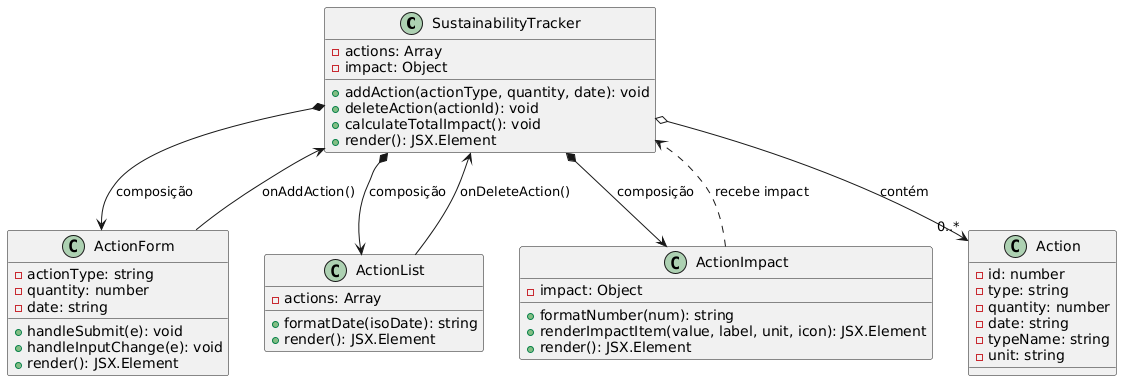 C SustainabilityTracker
actions: Array
impact: Object
addAction(actionType, quantity, date): void
deleteAction(actionId): void
calculateTotalImpact(): void
render(): JSX.Element
composição
onAddAction()
composição
onDeleteAction()
composição
recebe impact
contém
0..*
C ActionForm
actionType: string
quantity: number
date: string
handleSubmit(e): void
handleInputChange(e): void
render(): JSX.Element
C ActionList
actions: Array
formatDate(isoDate): string
render(): JSX.Element
C ActionImpact
impact: Object
formatNumber(num): string
renderImpactItem(value, label, unit, icon): JSX.Element
render(): JSX.Element
C Action
id: number
type: string
quantity: number
date: string
typeName: string
unit: string